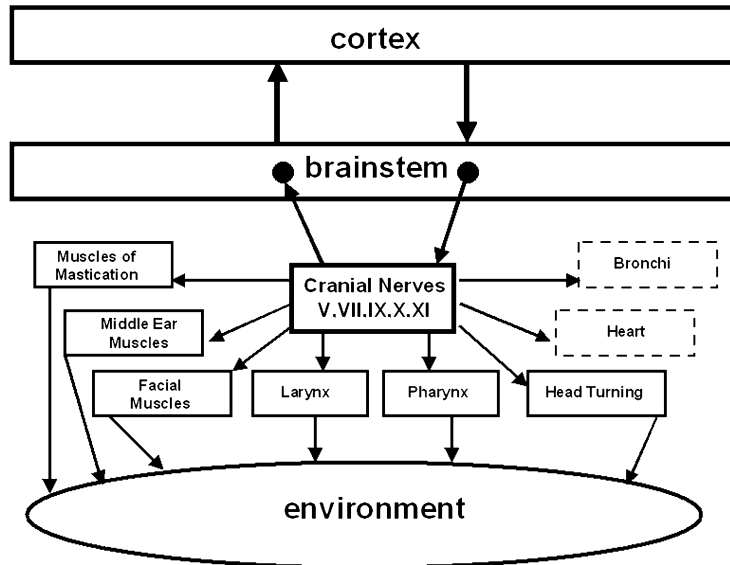 cortex
brainstem
Muscles of
Mastication
Cranial Nerves
V.VII.IX.X.XI
Bronchi
Middle Ear
Muscles
Heart
Facial
Muscles
Larynx
Pharynx
Head Turning
environment